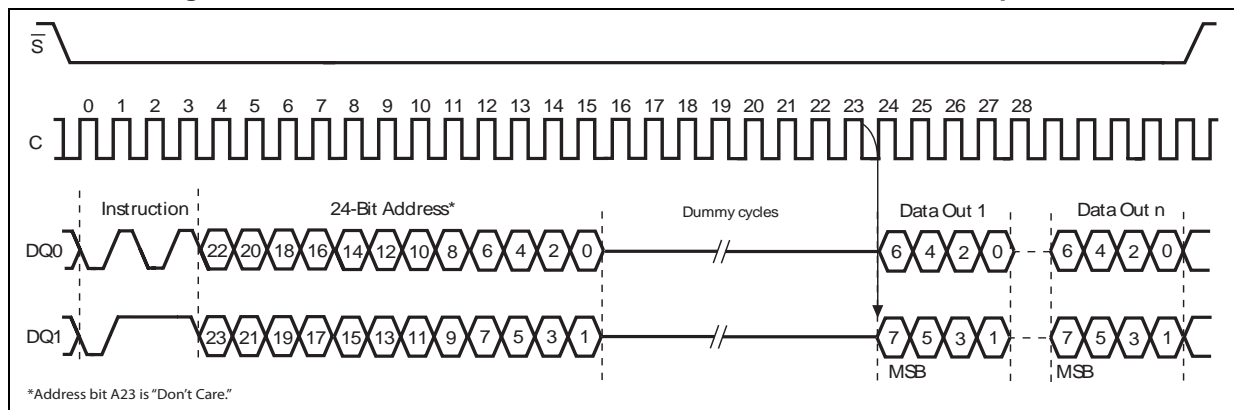 S
0 1 2 3 4 5 6 7 8 9 10 11 12 13 14 15 16 17 18 19 20 21 22 23 24 25 26 27 28
C
Instruction 24-Bit Address* Dummy cycles Data Out 1 Data Out n
DQ0 22 20 18 16 14 12 10 8 6 4 2 0 6 4 2 0 6 4 2 0
DQ1 23 21 19 17 15 13 11 9 7 5 3 1 7 5 3 1 7 5 3 1
MSB MSB
*Address bit A23 is “Don’t Care.”